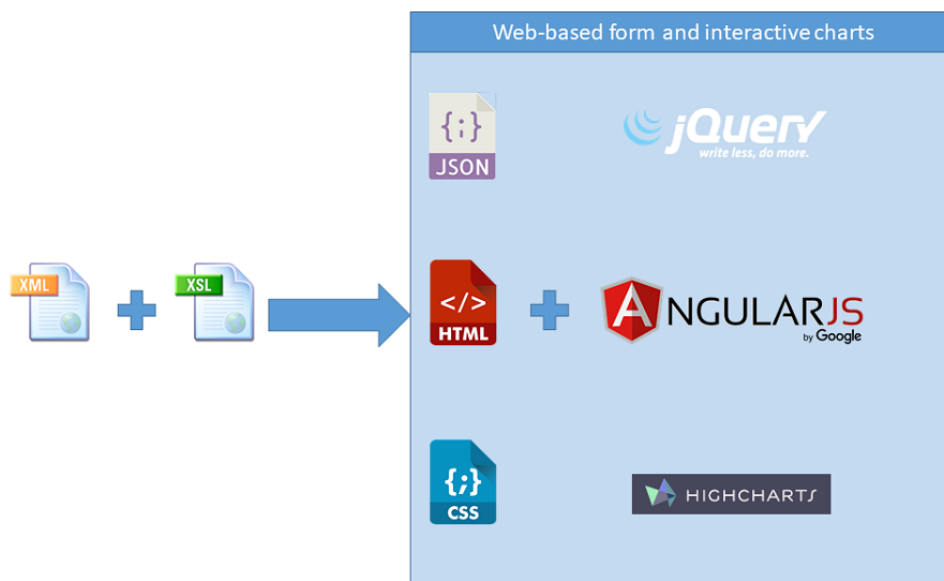 Web-based form and interactive charts
{;}
JSON
jQuery
write less, do more.
XML
XSL
</>
HTML
ANGULARJS
by Google
{;}
CSS
HIGHCHARTS